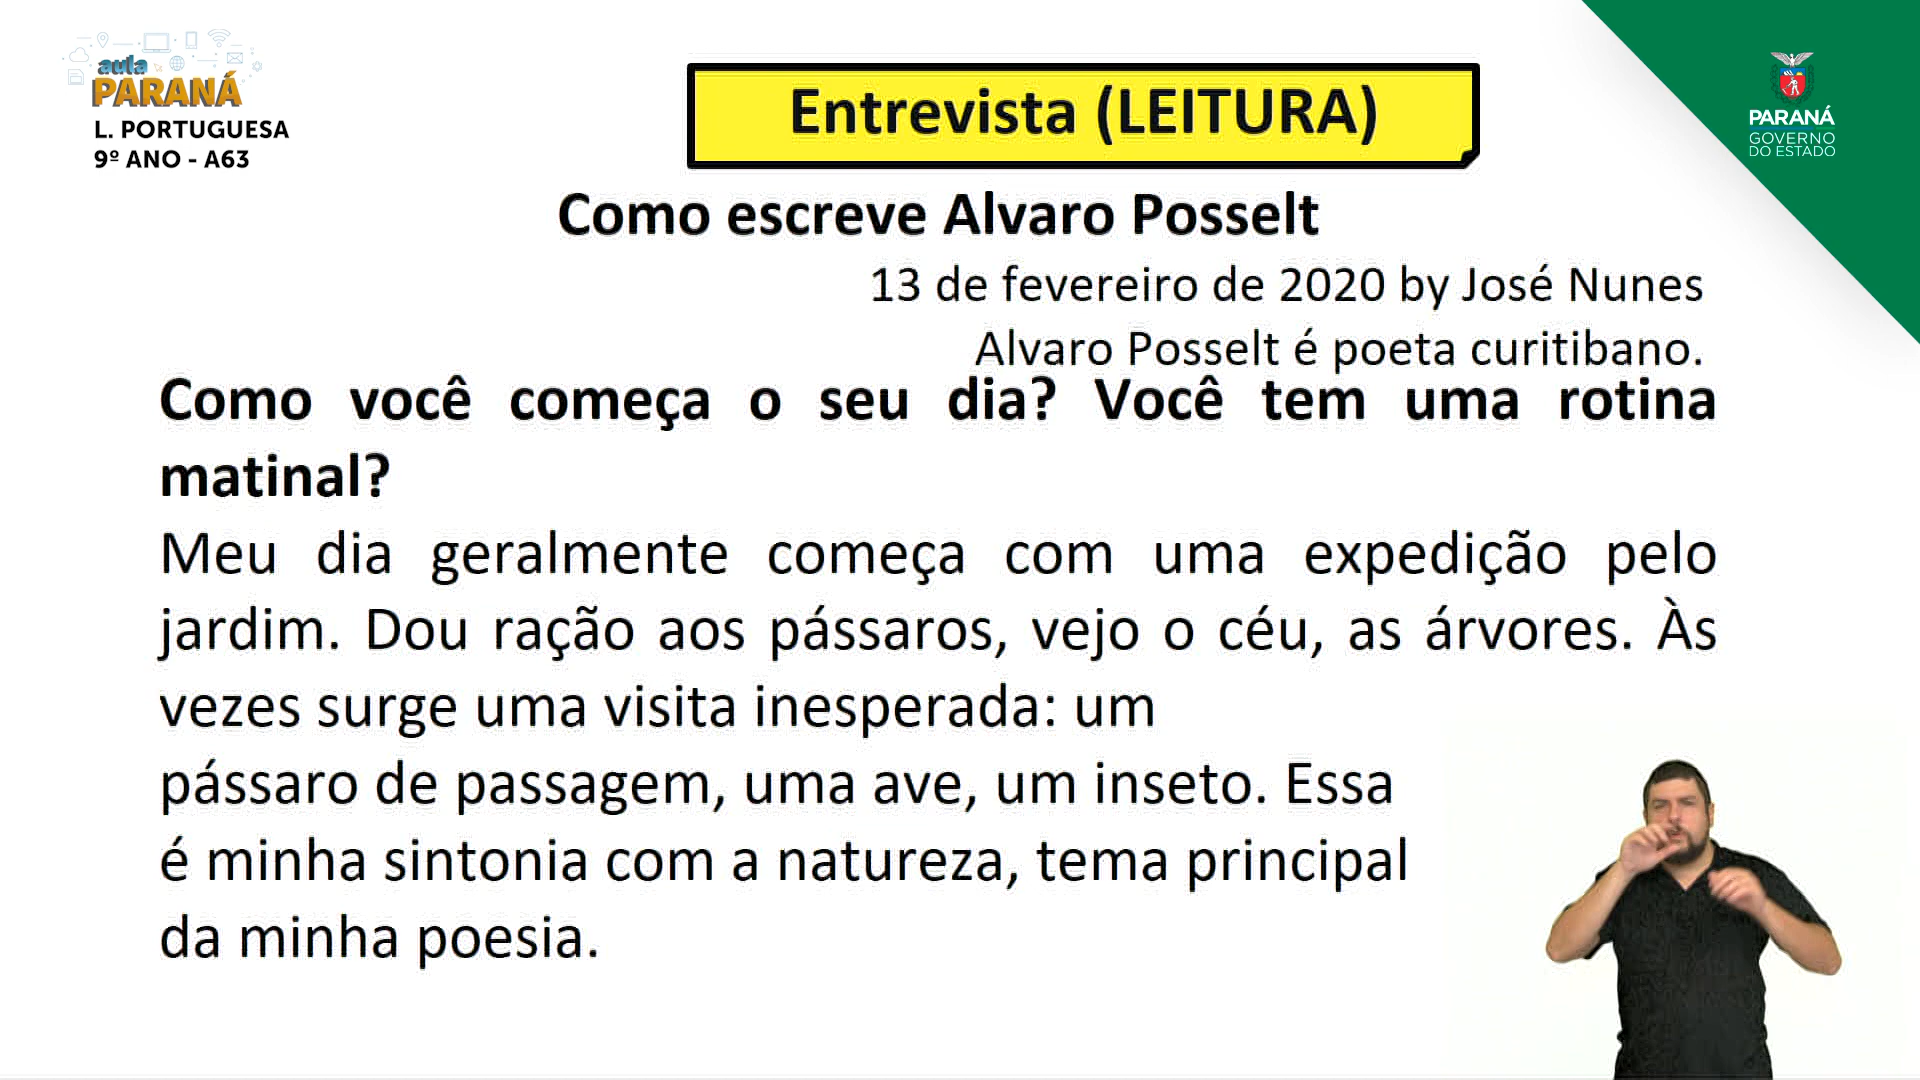 aula
PARANÁ
L. PORTUGUESA
9º ANO - A63
Entrevista (LEITURA)
PARANÁ
GOVERNO
DO ESTADO
Como escreve Alvaro Posselt
13 de fevereiro de 2020 by José Nunes
Alvaro Posselt é poeta curitibano.
Como você começa o seu dia? Você tem uma rotina
matinal?
Meu dia geralmente começa com uma expedição pelo
jardim. Dou ração aos pássaros, vejo o céu, as árvores. Às
vezes surge uma visita inesperada: um
pássaro de passagem, uma ave, um inseto. Essa
é minha sintonia com a natureza, tema principal
da minha poesia.